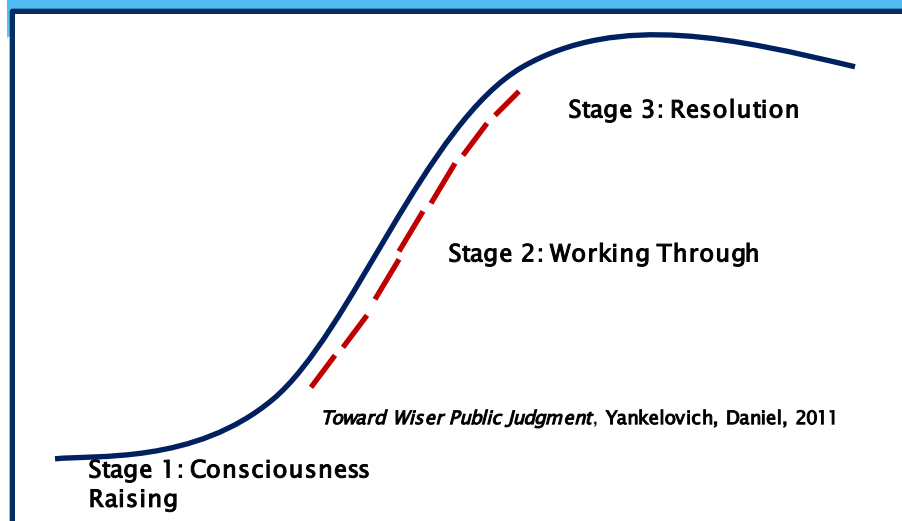 Stage 3: Resolution
Stage 2: Working Through
Toward Wiser Public Judgment, Yankelovich, Daniel, 2011
Stage 1: Consciousness
Raising